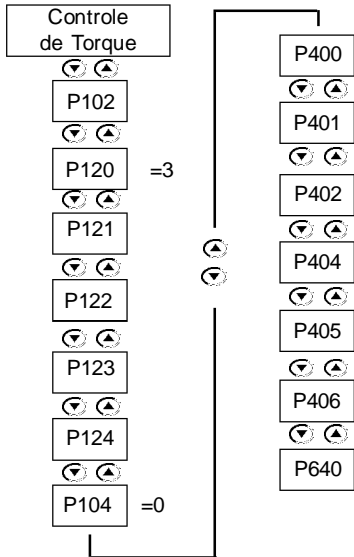 Controle
de Torque
P102
P120 =3
P121
P122
P123
P124
P104 =0
P400
P401
P402
P404
P405
P406
P640